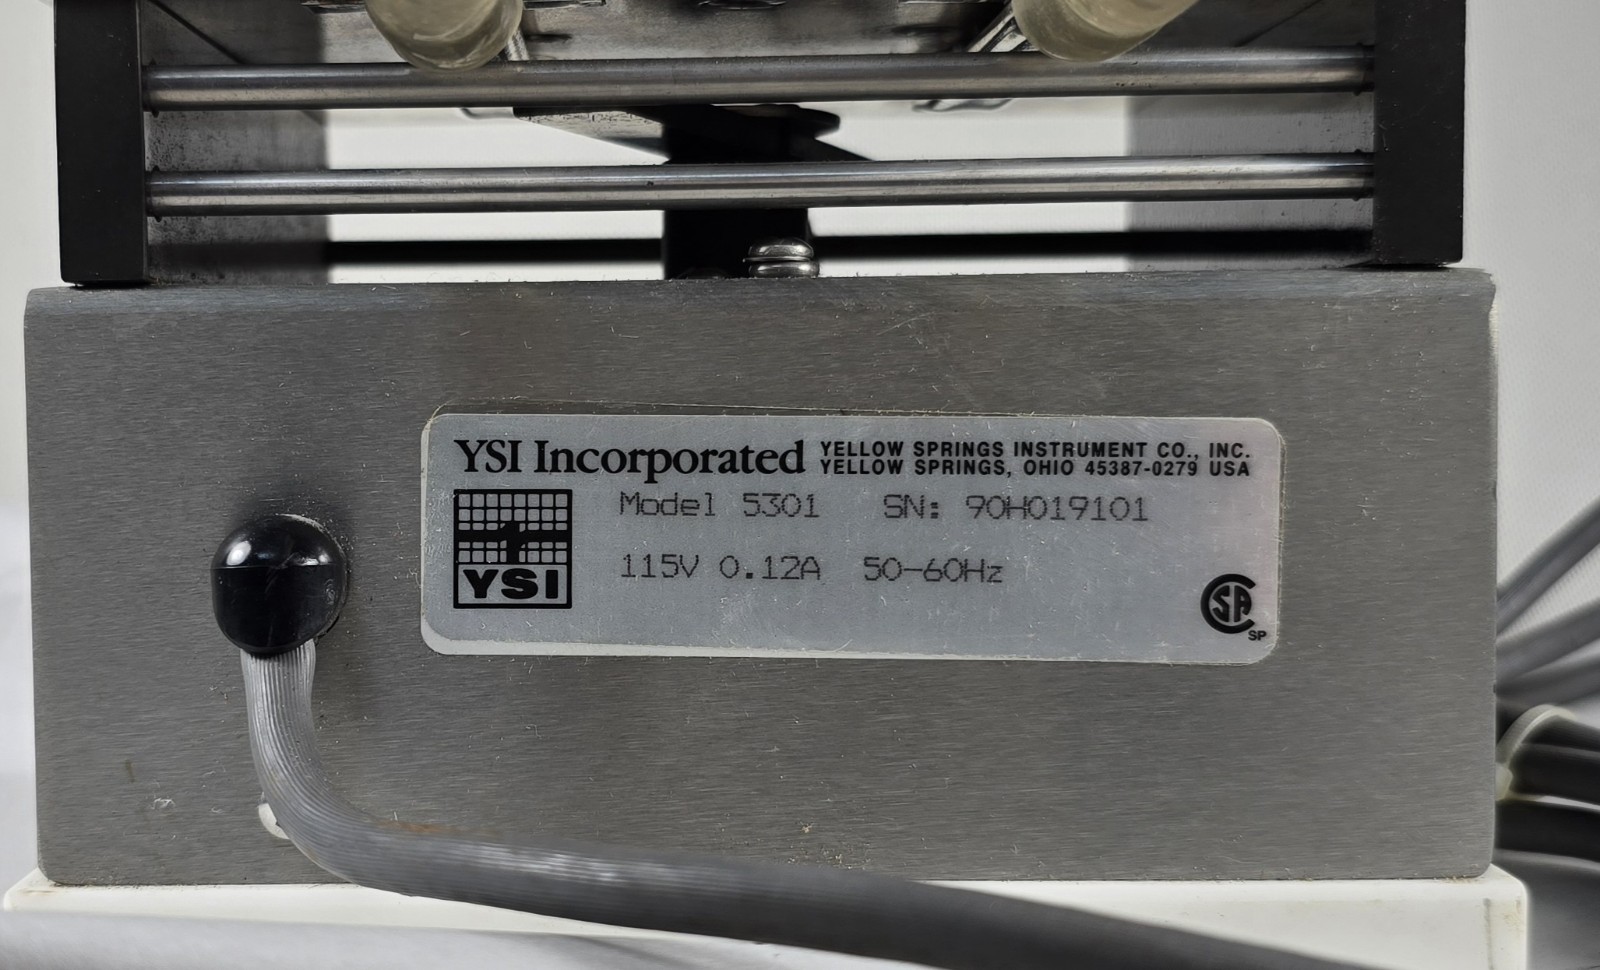 YSI Incorporated
YELLOW SPRINGS INSTRUMENT CO., INC.
YELLOW SPRINGS, OHIO 45387-0279 USA
Model 5301 SN: 90H019101
115V 0.12A 50-60Hz
YSI
CSA
SP